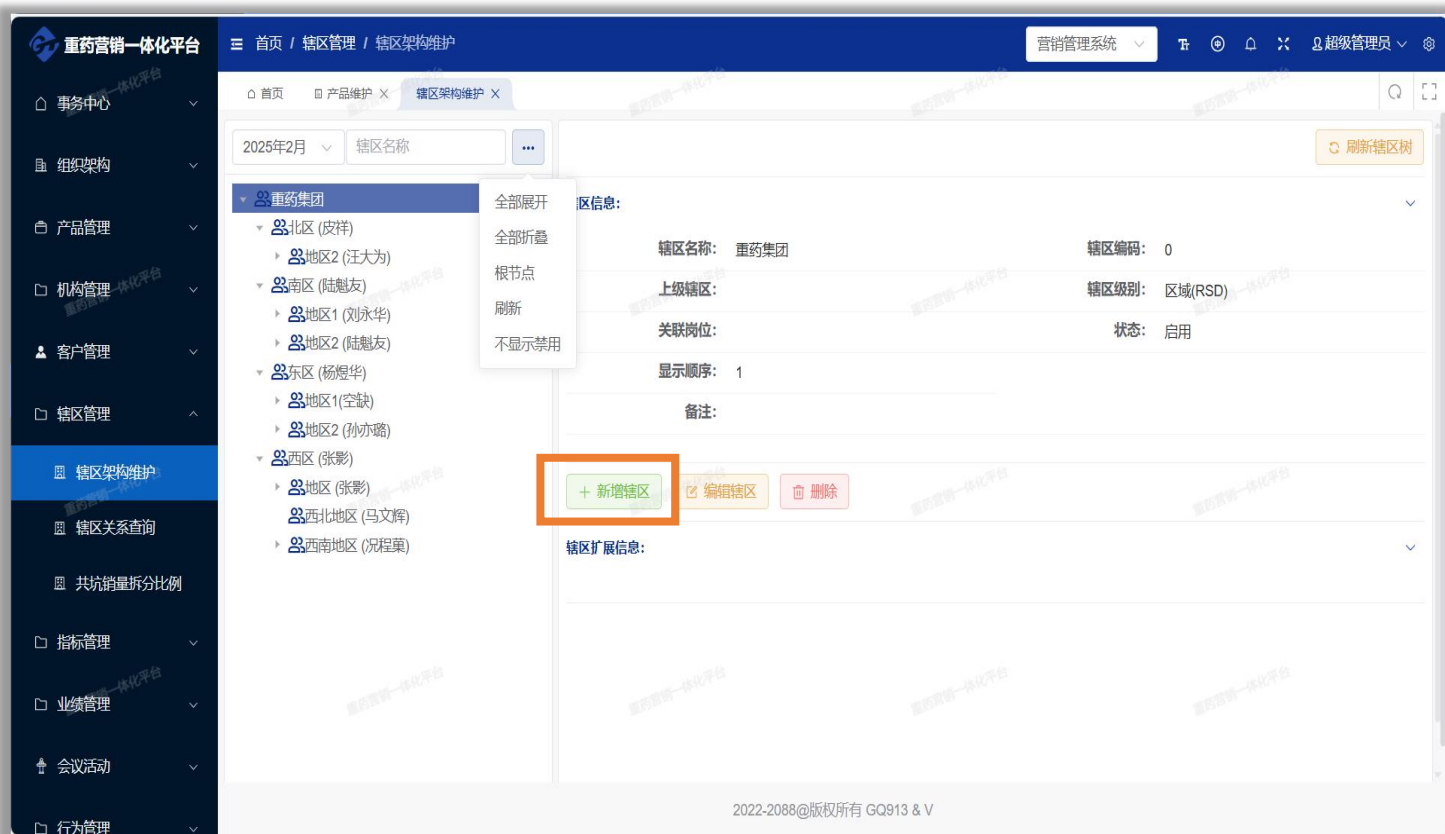 重药营销一体化平台
首页 / 辖区管理 / 辖区架构维护
营销管理系统
超级管理员
事务中心
组织架构
产品管理
机构管理
客户管理
辖区管理
辖区架构维护
辖区关系查询
共坑销量拆分比例
指标管理
业绩管理
会议活动
行为管理
首页
产品维护 X
辖区架构维护 X
2025年2月
辖区名称
重药集团
北区 (皮祥)
地区2 (汪大为)
南区 (陆魁友)
地区1 (刘永华)
地区2 (陆魁友)
东区 (杨煜华)
地区1(空缺)
地区2 (孙亦璐)
西区 (张影)
地区 (张影)
西北地区 (马文辉)
西南地区 (况程菓)
全部展开
全部折叠
根节点
刷新
不显示禁用
刷新辖区树
区信息:
辖区名称: 重药集团
辖区编码: 0
上级辖区:
辖区级别: 区域(RSD)
关联岗位:
状态: 启用
显示顺序: 1
备注:
+ 新增辖区
编辑辖区
删除
辖区扩展信息:
2022-2088@版权所有 GQ913 & V